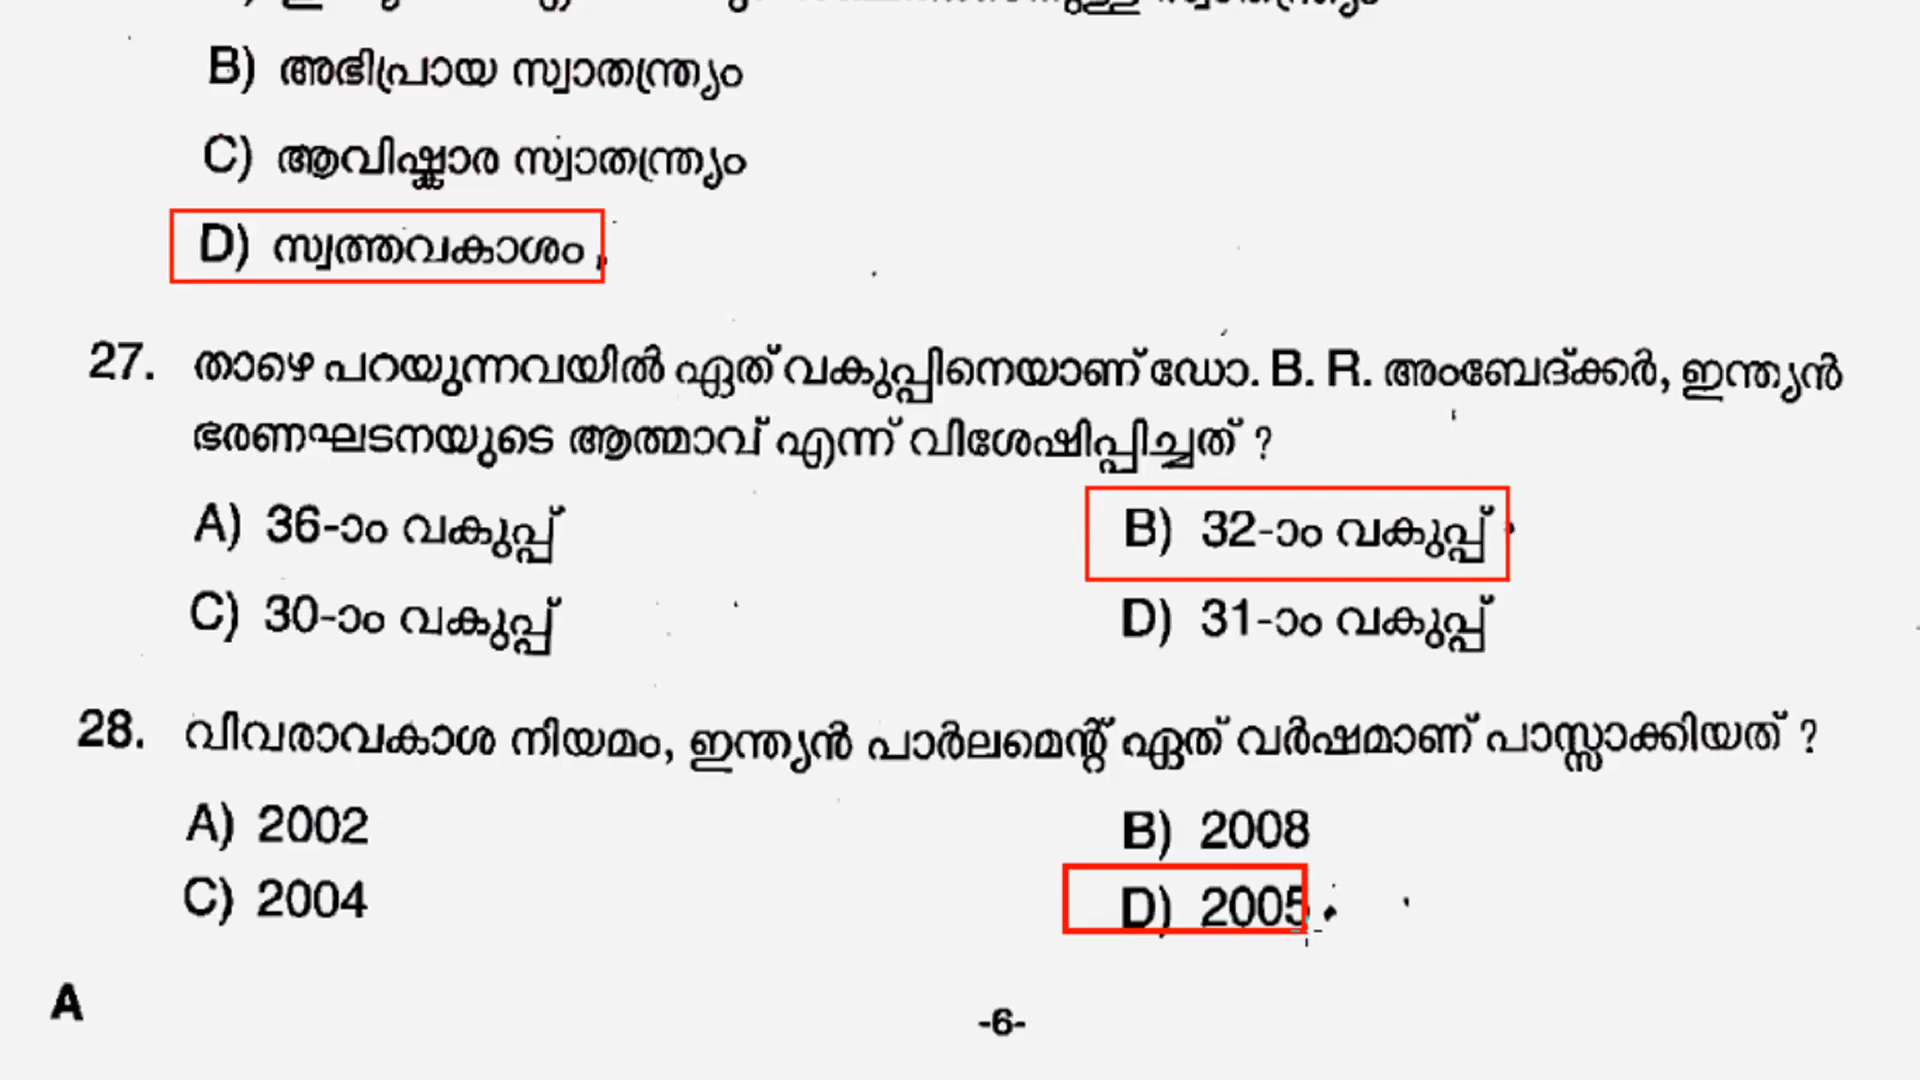 B) അഭിപ്രായ സ്വാതന്ത്ര്യം
C) ആവിഷ്ക്കാര സ്വാതന്ത്ര്യം
D) സ്വത്തവകാശം
27. താഴെ പറയുന്നവയിൽ ഏത് വകുപ്പിനെയാണ് ഡോ. B. R. അംബേദ്ക്കർ, ഇന്ത്യൻ
ഭരണഘടനയുടെ ആത്മാവ് എന്ന് വിശേഷിപ്പിച്ചത് ?
A) 36-ാം വകുപ്പ്
B) 32-ാം വകുപ്പ്
C) 30-ാം വകുപ്പ്
D) 31-ാം വകുപ്പ്
28. വിവരാവകാശ നിയമം, ഇന്ത്യൻ പാർലമെന്റ് ഏത് വർഷമാണ് പാസ്സാക്കിയത് ?
A) 2002
B) 2008
C) 2004
D) 2005
A
-6-